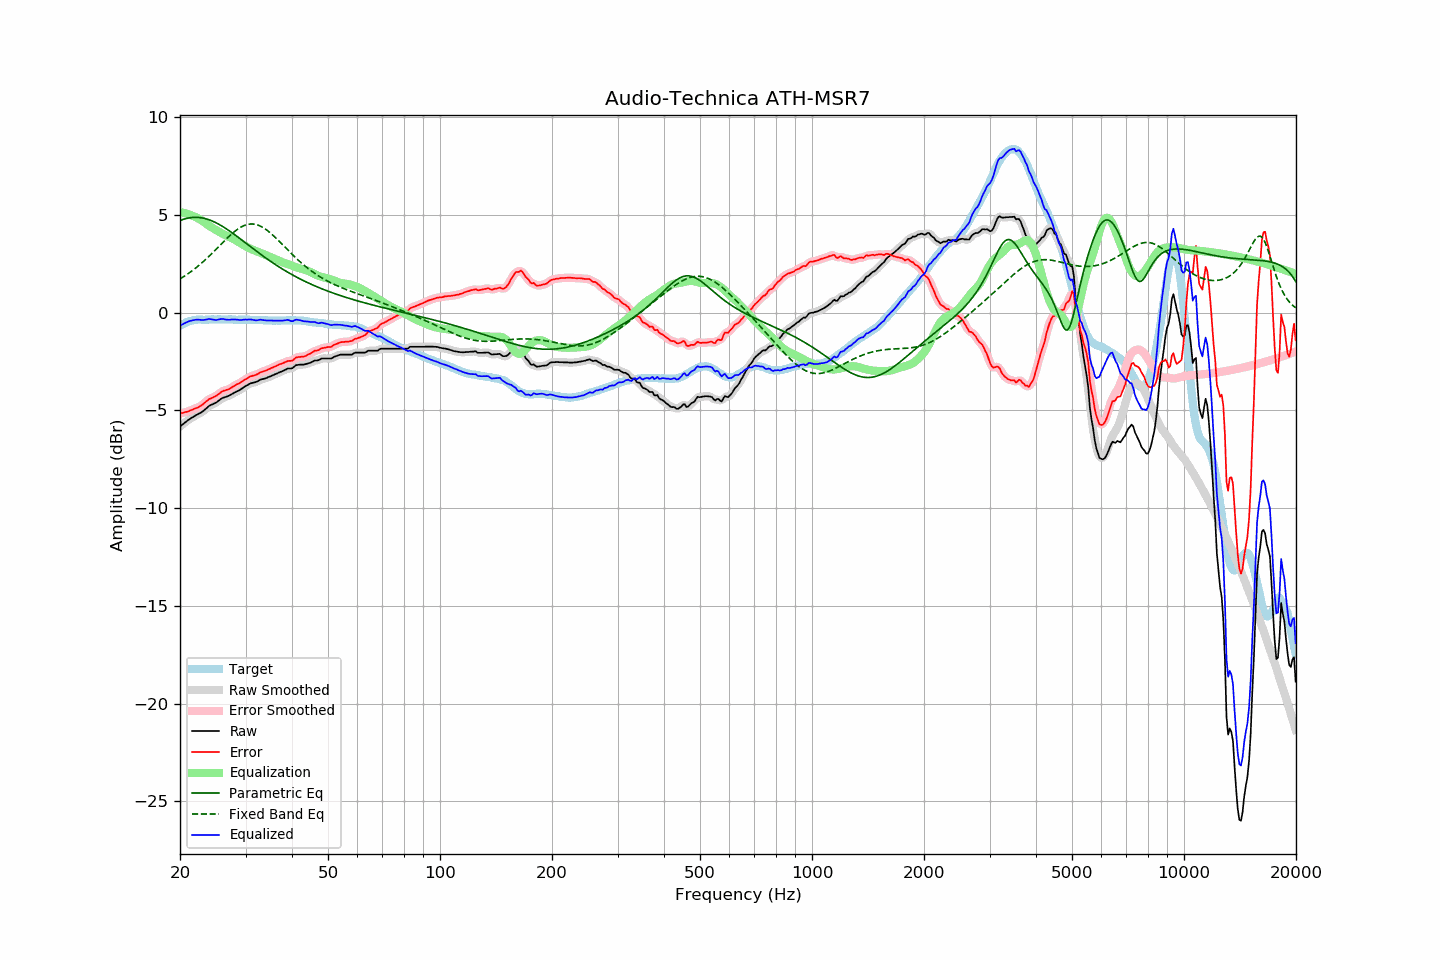 Audio-Technica ATH-MSR7
10
5
0
−5
−10
−15
−20
−25
Amplitude (dBr)
Target
Raw Smoothed
Error Smoothed
Raw
Error
Equalization
Parametric Eq
Fixed Band Eq
Equalized
20
50
100
200
500
1000
2000
5000
10000
20000
Frequency (Hz)